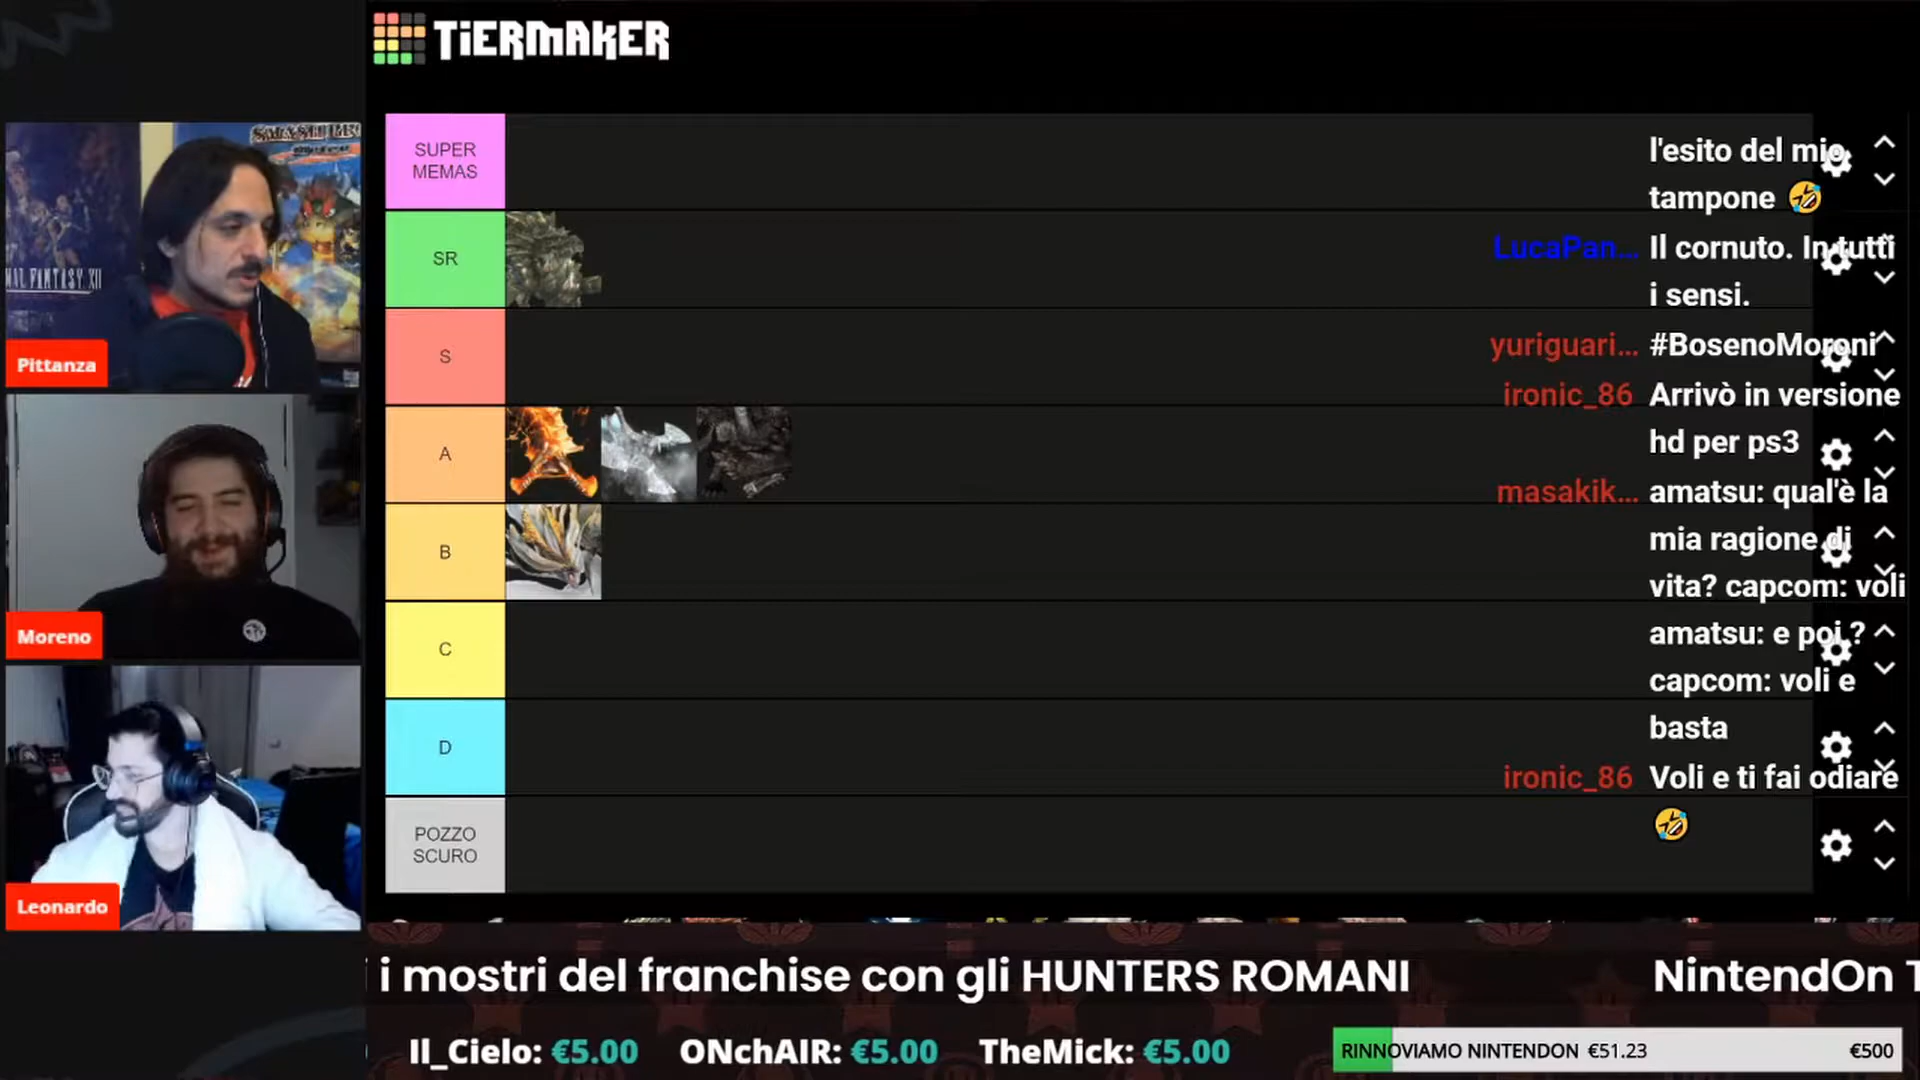 TiERMAKER
SUPER
MEMAS
SR
S
A
B
C
D
POZZO
SCURO
l'esito del mio
tampone 🤣
LucaPan... Il cornuto. In tutti
i sensi.
yuriguari... #BosenoMoroni
ironic_86 Arrivò in versione
hd per ps3
masakik... amatsu: qual'è la
mia ragione di
vita? capcom: voli
amatsu: e poi ?
capcom: voli e
basta
ironic_86 Voli e ti fai odiare
🤣
FINAL FANTASY XII
Pittanza
Moreno
Leonardo
i mostri del franchise con gli HUNTERS ROMANI NintendOn
Il_Cielo: €5.00 ONchAIR: €5.00 TheMick: €5.00
RINNOVIAMO NINTENDON €51.23 €500